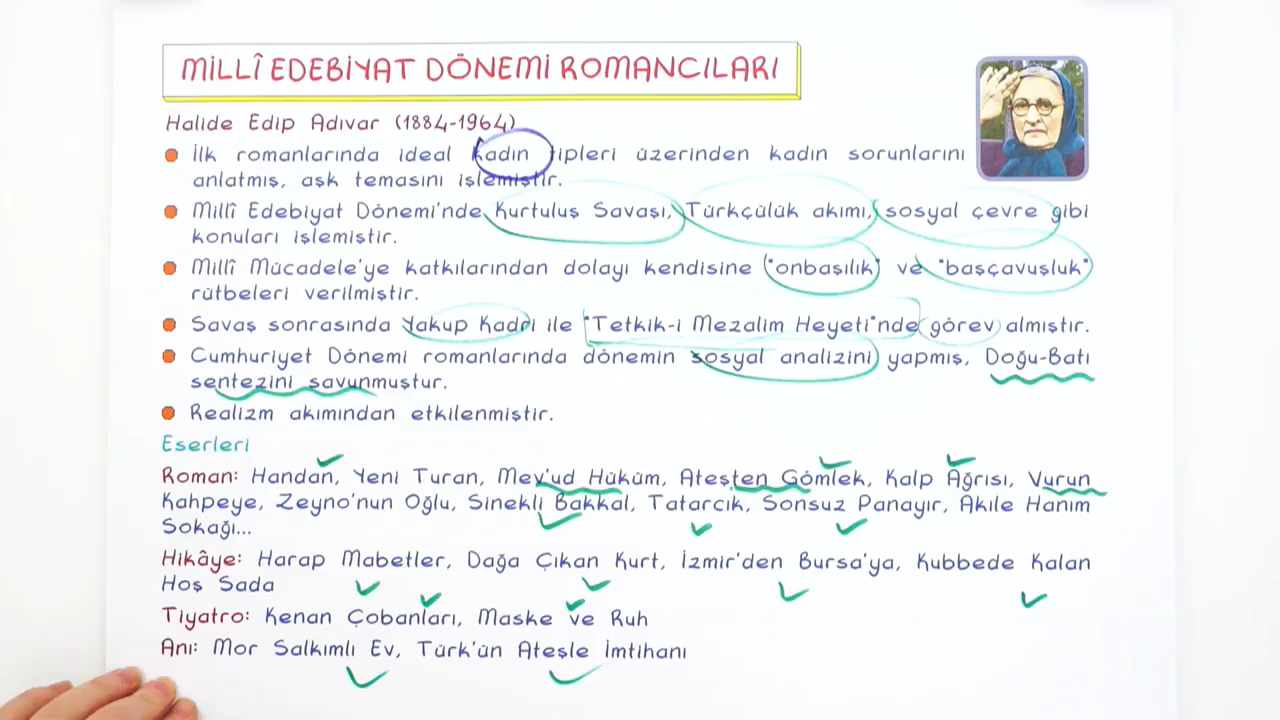 MİLLÎ EDEBİYAT DÖNEMİ ROMANCILARI
Halide Edip Adıvar (1884-1964)
İlk romanlarında ideal kadın tipleri üzerinden kadın sorunlarını
anlatmış, aşk temasını işlemiştir.
Millî Edebiyat Dönemi'nde Kurtuluş Savaşı, Türkçülük akımı, sosyal çevre gibi
konuları işlemiştir.
Millî Mücadele'ye katkılarından dolayı kendisine "onbaşılık" ve "başçavuşluk"
rütbeleri verilmiştir.
Savaş sonrasında Yakup Kadri ile "Tetkik-i Mezalim Heyeti"nde görev almıştır.
Cumhuriyet Dönemi romanlarında dönemin sosyal analizini yapmış, Doğu-Batı
sentezini savunmuştur.
Realizm akımından etkilenmiştir.
Eserleri
Roman: Handan, Yeni Turan, Mev'ud Hüküm, Ateşten Gömlek, Kalp Ağrısı, Vurun
Kahpeye, Zeyno'nun Oğlu, Sinekli Bakkal, Tatarcık, Sonsuz Panayır, Akile Hanım
Sokağı...
Hikâye: Harap Mabetler, Dağa Çıkan Kurt, İzmir'den Bursa'ya, Kubbede Kalan
Hoş Sada
Tiyatro: Kenan Çobanları, Maske ve Ruh
Anı: Mor Salkımlı Ev, Türk'ün Ateşle İmtihanı